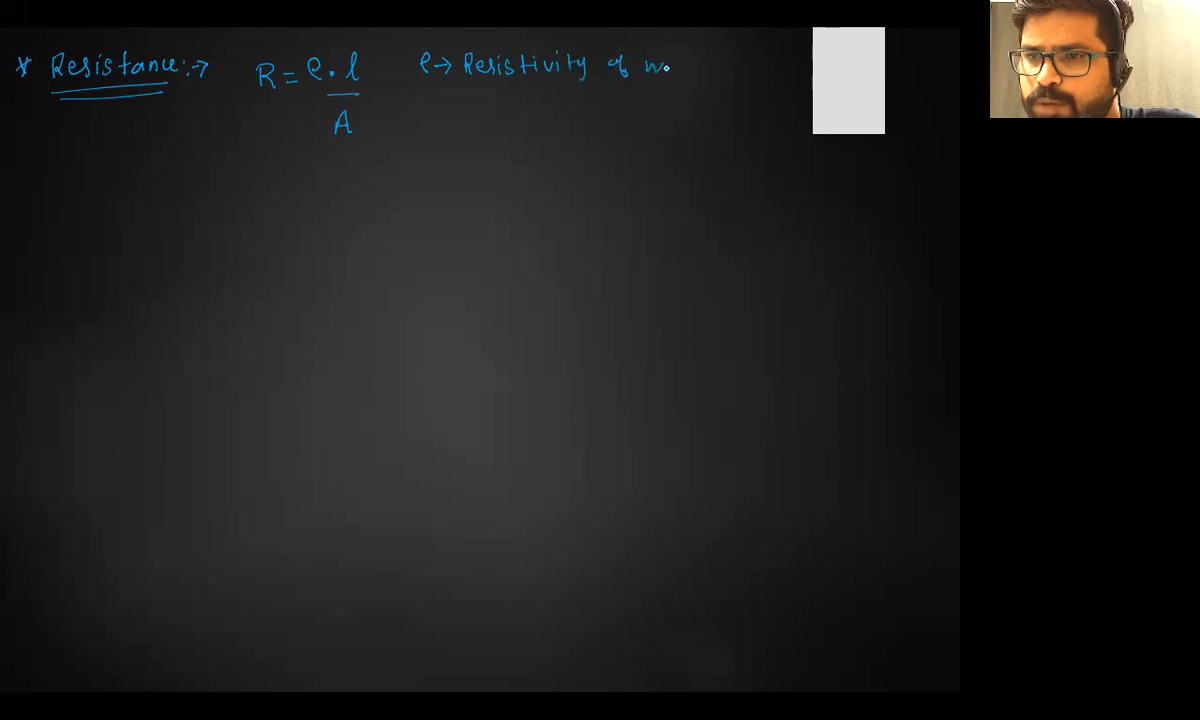 * Resistance:→ R = ρ·l/A ρ→ Resistivity of